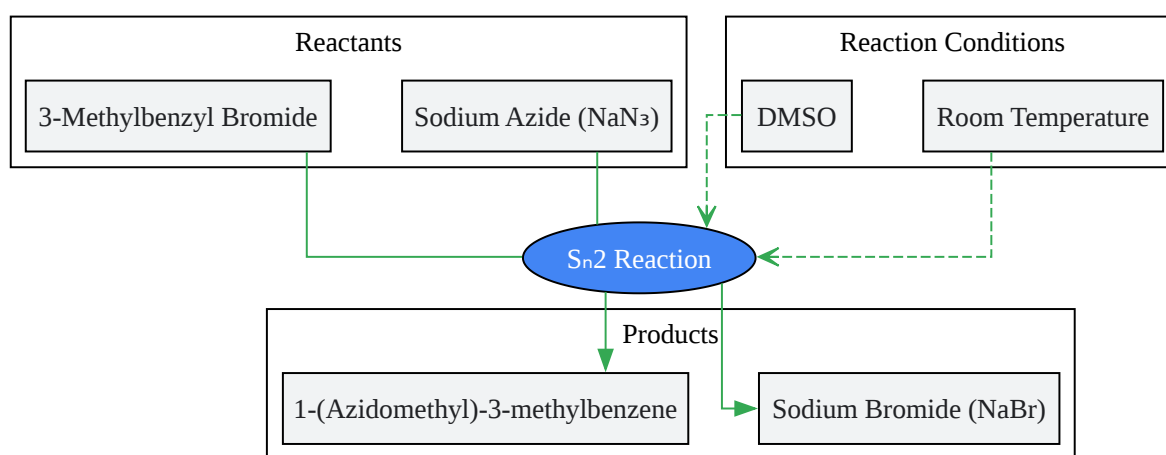 Reactants
Reaction Conditions
3-Methylbenzyl Bromide
Sodium Azide (NaN₃)
DMSO
Room Temperature
Sₙ2 Reaction
Products
1-(Azidomethyl)-3-methylbenzene
Sodium Bromide (NaBr)